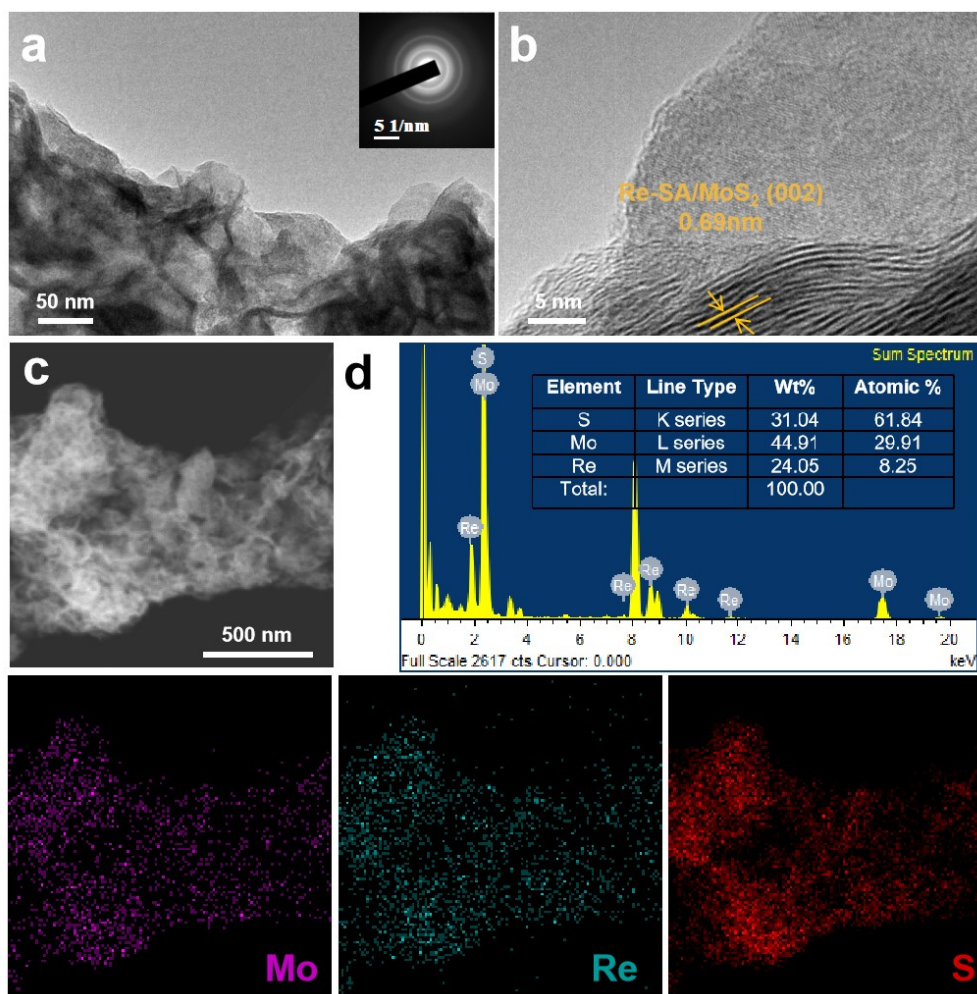 a
5 1/nm
50 nm
b
Re-SA/MoS₂ (002)
0.69nm
5 nm
c
500 nm
d
Sum Spectrum
Element Line Type Wt% Atomic %
S K series 31.04 61.84
Mo L series 44.91 29.91
Re M series 24.05 8.25
Total: 100.00
S
Mo
Re
Re
Re
Re
Re
Mo
Mo
0 2 4 6 8 10 12 14 16 18 20
Full Scale 2617 cts Cursor: 0.000 keV
Mo
Re
S